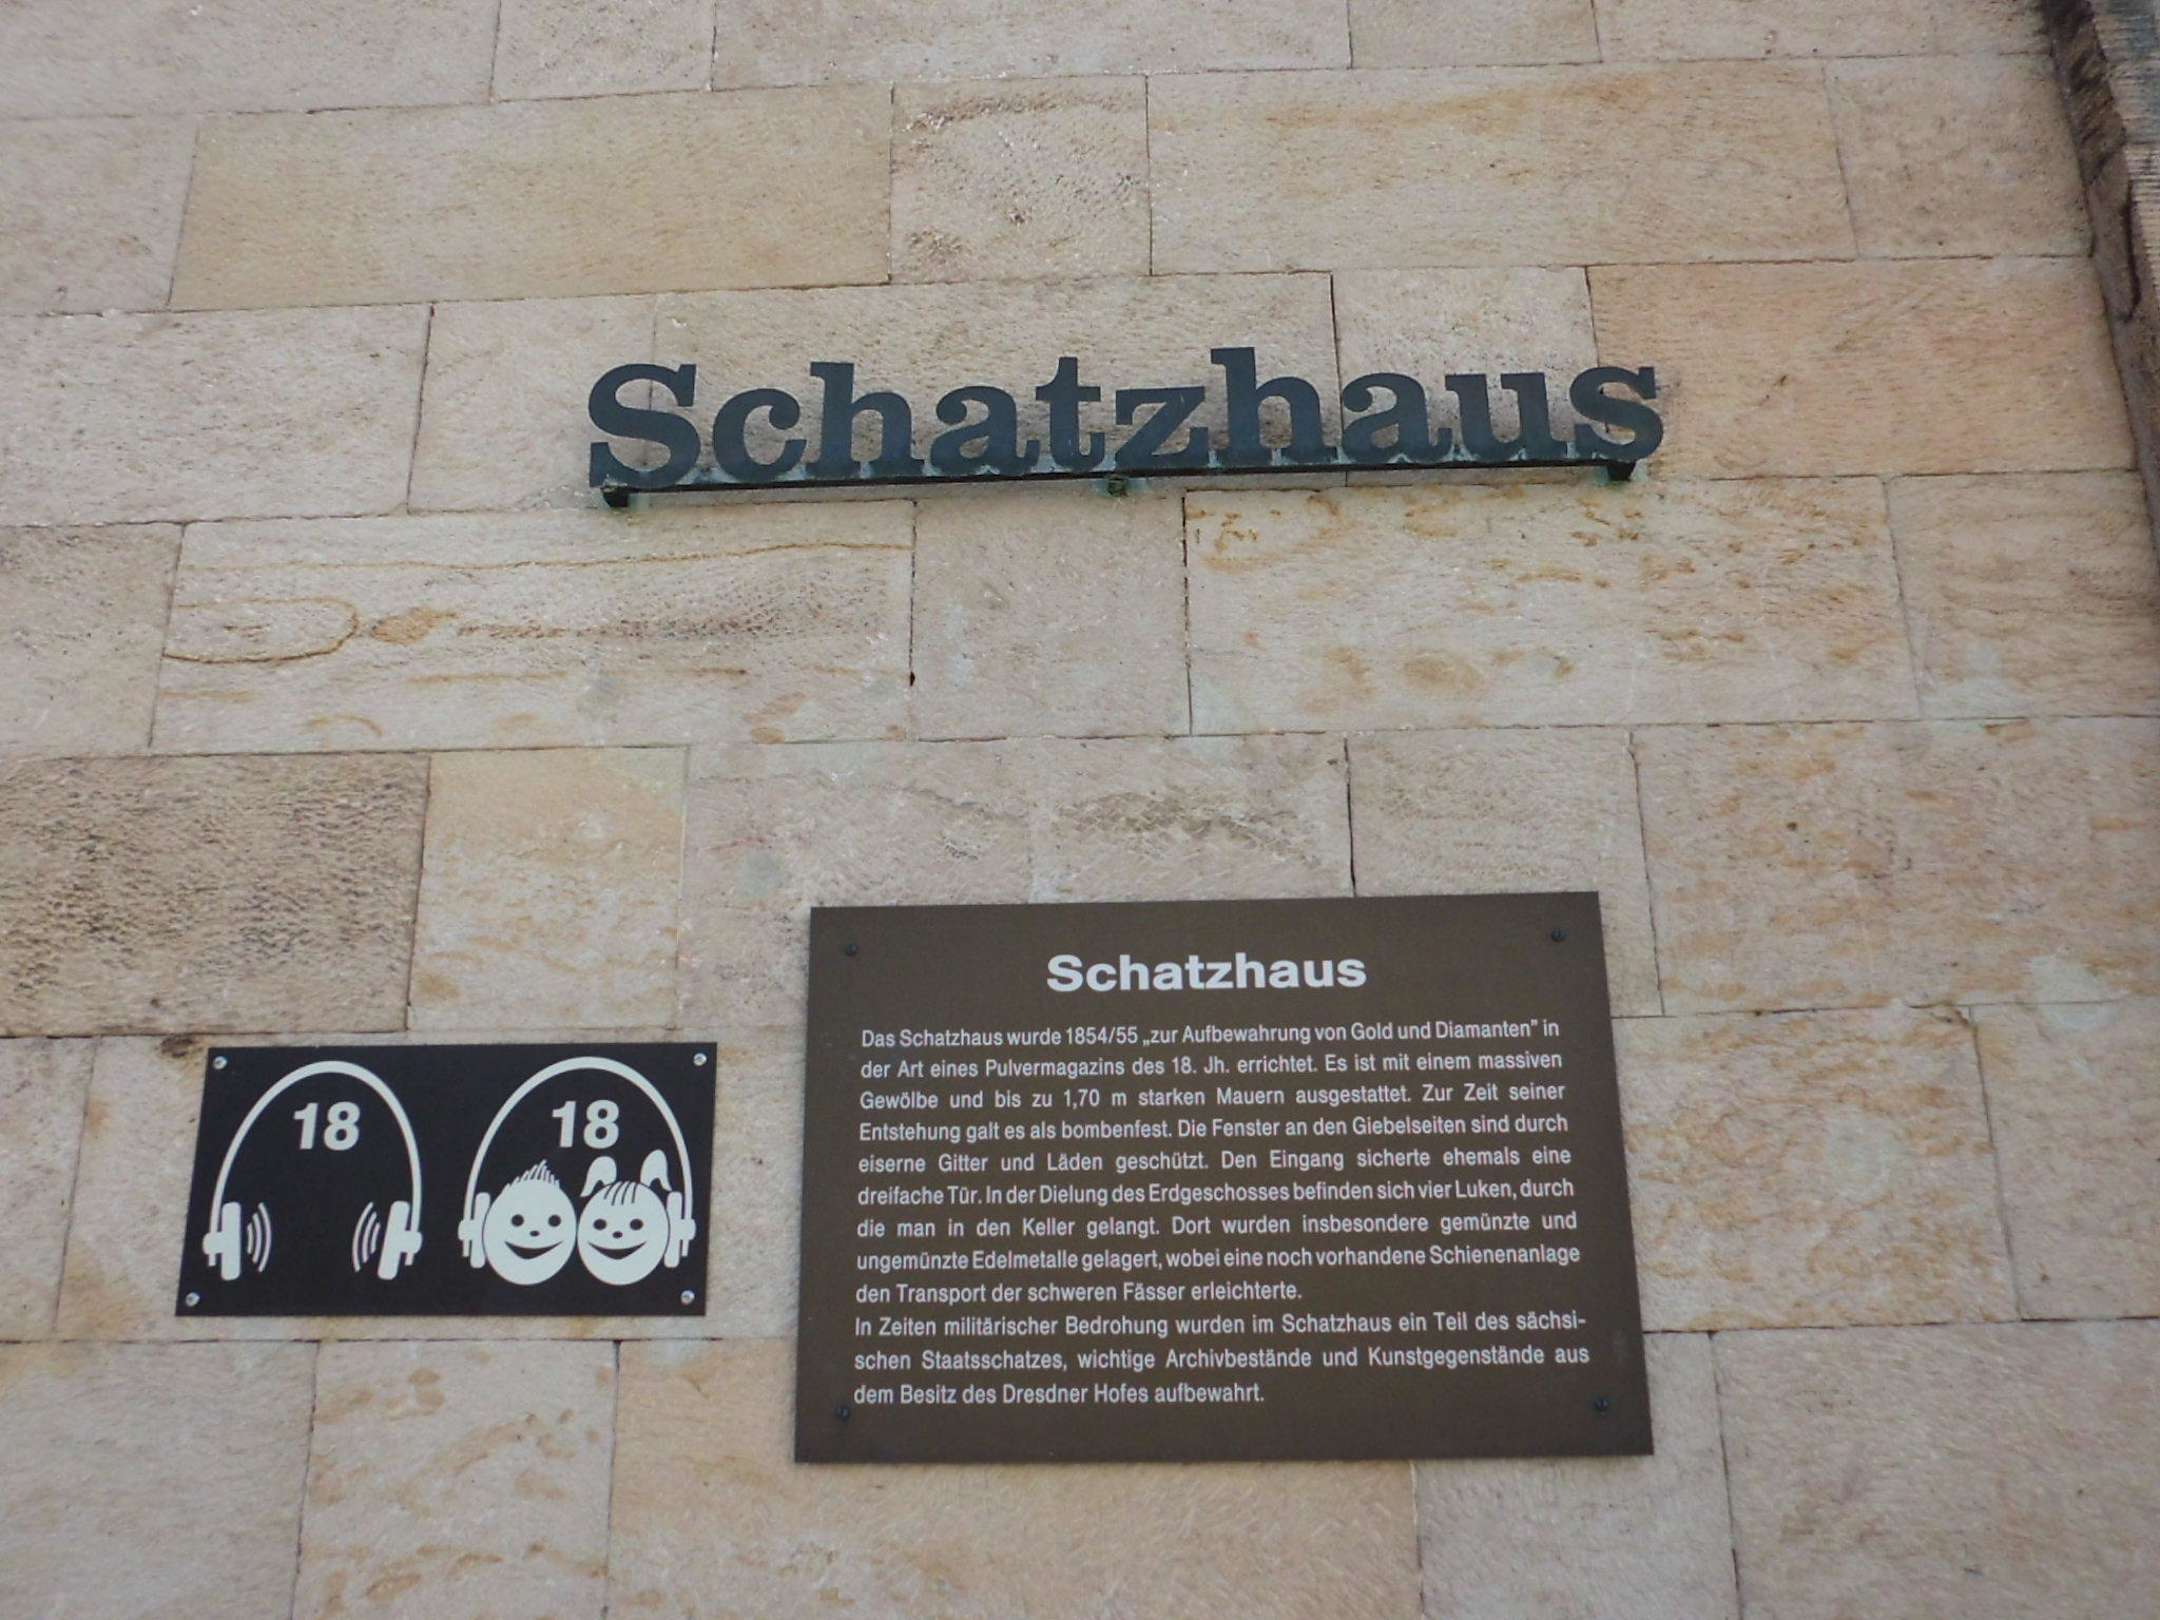 Schatzhaus
18
18
Schatzhaus
Das Schatzhaus wurde 1854/55 „zur Aufbewahrung von Gold und Diamanten” in
der Art eines Pulvermagazins des 18. Jh. errichtet. Es ist mit einem massiven
Gewölbe und bis zu 1,70 m starken Mauern ausgestattet. Zur Zeit seiner
Entstehung galt es als bombenfest. Die Fenster an den Giebelseiten sind durch
eiserne Gitter und Läden geschützt. Den Eingang sicherte ehemals eine
dreifache Tür. In der Dielung des Erdgeschosses befinden sich vier Luken, durch
die man in den Keller gelangt. Dort wurden insbesondere gemünzte und
ungemünzte Edelmetalle gelagert, wobei eine noch vorhandene Schienenanlage
den Transport der schweren Fässer erleichterte.
In Zeiten militärischer Bedrohung wurden im Schatzhaus ein Teil des sächsi-
schen Staatsschatzes, wichtige Archivbestände und Kunstgegenstände aus
dem Besitz des Dresdner Hofes aufbewahrt.